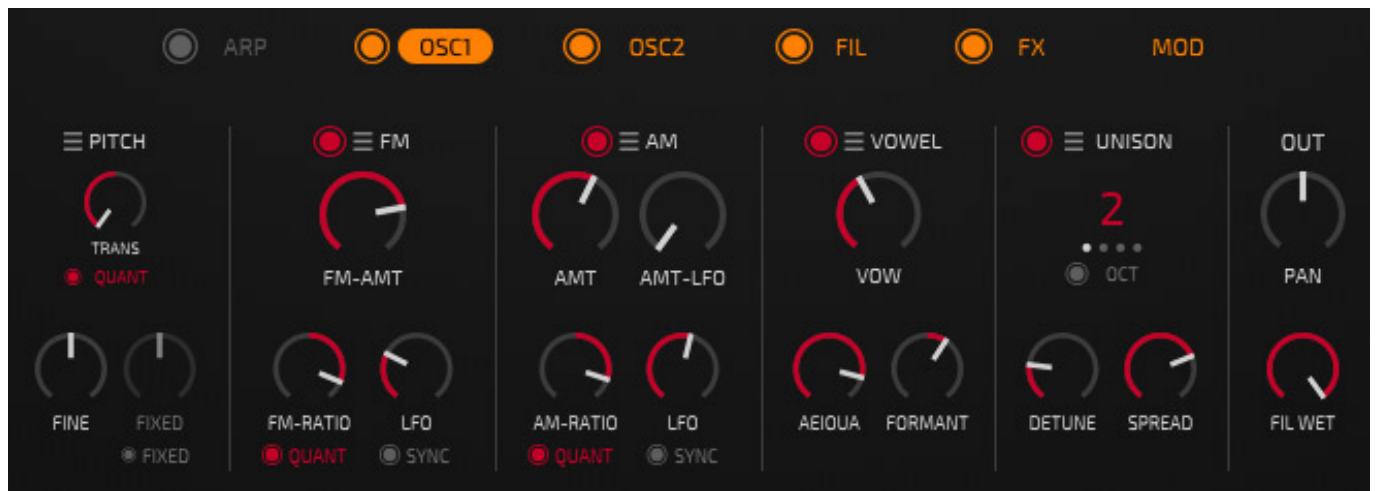 ARP OSC1 OSC2 FIL FX MOD
PITCH FM AM VOWEL UNISON OUT
2
TRANS
QUANT FM-AMT AMT AMT-LFO VOW OCT PAN
FINE FIXED FM-RATIO LFO AM-RATIO LFO AEIOUA FORMANT DETUNE SPREAD FIL WET
FIXED QUANT SYNC QUANT SYNC